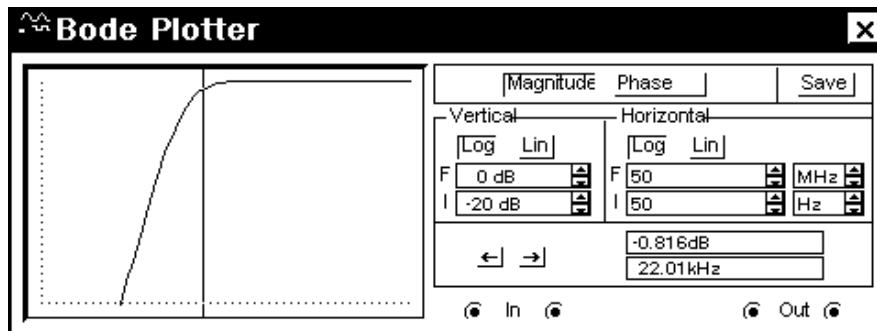 Bode Plotter
Magnitude Phase Save
Vertical Horizontal
Log Lin Log Lin
F 0 dB F 50 MHz
I -20 dB I 50 Hz
← → -0.816dB
22.01kHz
In Out